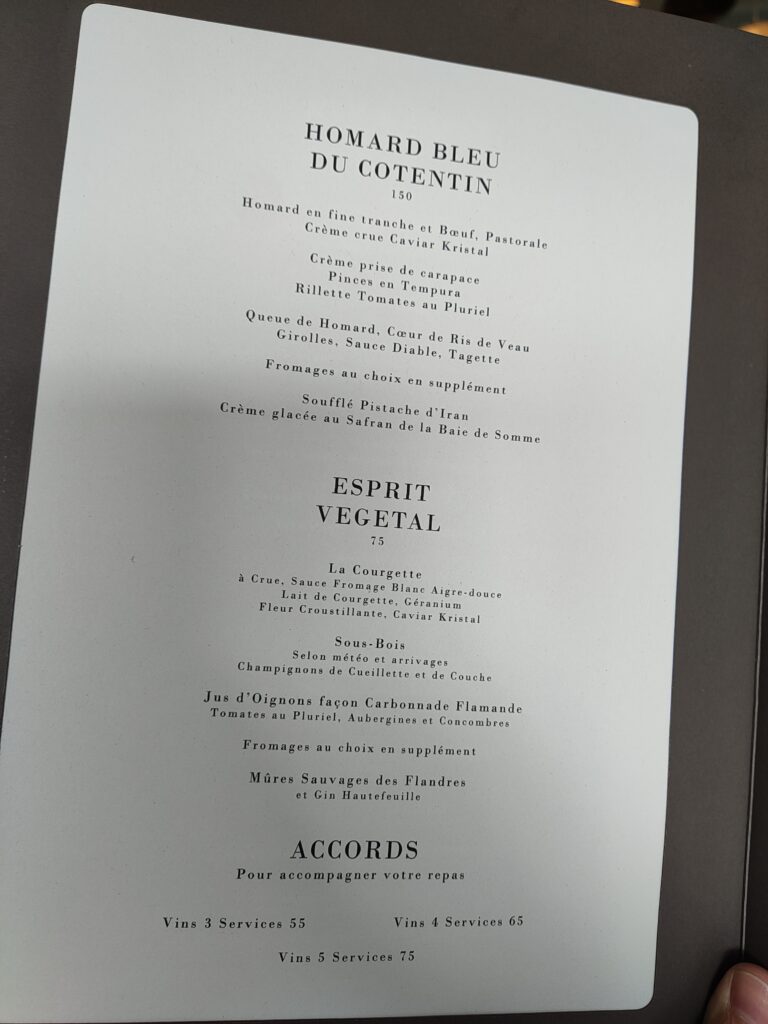 HOMARD BLEU
DU COTENTIN
150
Homard en fine tranche et Bœuf, Pastorale
Crème crue Caviar Kristal
Crème prise de carapace
Pinces en Tempura
Rillette Tomates au Pluriel
Queue de Homard, Cœur de Ris de Veau
Girolles, Sauce Diable, Tagette
Fromages au choix en supplément
Soufflé Pistache d'Iran
Crème glacée au Safran de la Baie de Somme
ESPRIT
VEGETAL
75
La Courgette
à Crue, Sauce Fromage Blanc Aigre-douce
Lait de Courgette, Géranium
Fleur Croustillante, Caviar Kristal
Sous-Bois
Selon météo et arrivages
Champignons de Cueillette et de Couche
Jus d'Oignons façon Carbonnade Flamande
Tomates au Pluriel, Aubergines et Concombres
Fromages au choix en supplément
Mûres Sauvages des Flandres
et Gin Hautefeuille
ACCORDS
Pour accompagner votre repas
Vins 3 Services 55
Vins 4 Services 65
Vins 5 Services 75